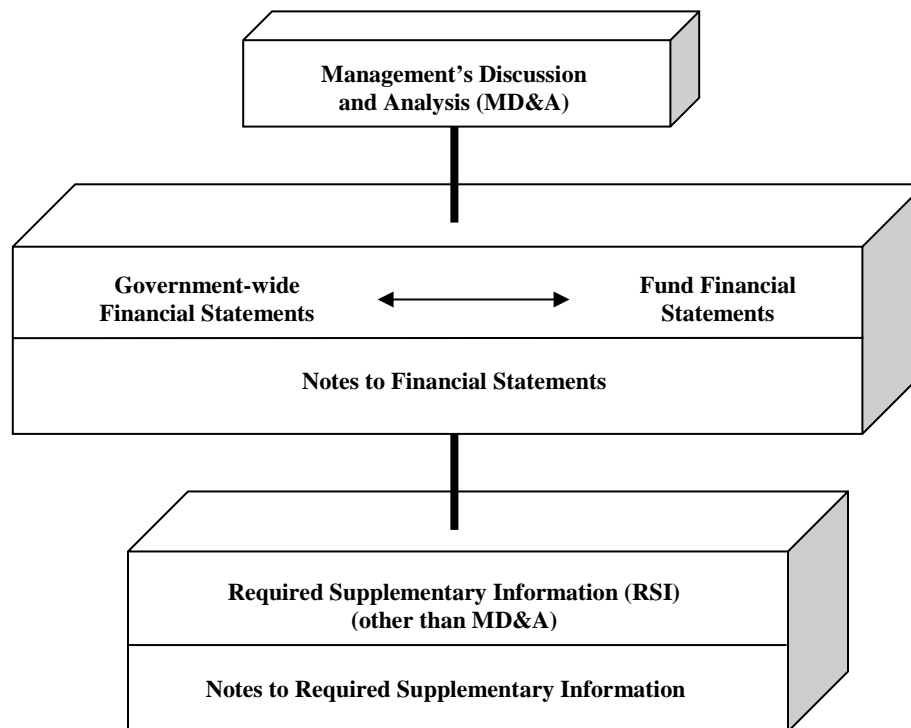 Management’s Discussion
and Analysis (MD&A)
Government-wide
Financial Statements
Fund Financial
Statements
Notes to Financial Statements
Required Supplementary Information (RSI)
(other than MD&A)
Notes to Required Supplementary Information